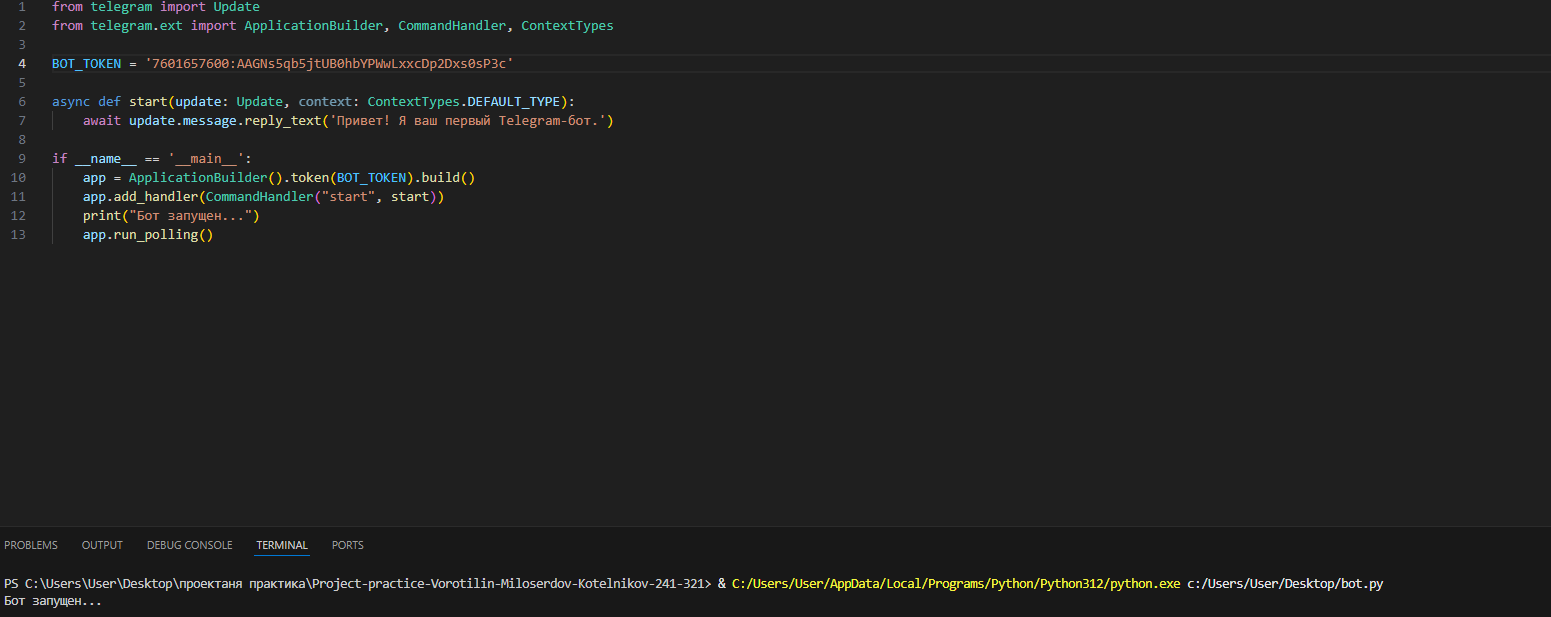 1 from telegram import Update
2 from telegram.ext import ApplicationBuilder, CommandHandler, ContextTypes
3
4 BOT_TOKEN = '7601657600:AAGNs5qb5jtUB0hbYPWwLxxcDp2Dxs0sP3c'
5
6 async def start(update: Update, context: ContextTypes.DEFAULT_TYPE):
7     await update.message.reply_text('Привет! Я ваш первый Telegram-бот.')
8
9 if __name__ == '__main__':
10     app = ApplicationBuilder().token(BOT_TOKEN).build()
11     app.add_handler(CommandHandler("start", start))
12     print("Бот запущен...")
13     app.run_polling()
PROBLEMS OUTPUT DEBUG CONSOLE TERMINAL PORTS
PS C:\Users\User\Desktop\проектаня практика\Project-practice-Vorotilin-Miloserdov-Kotelnikov-241-321> & C:/Users/User/AppData/Local/Programs/Python/Python312/python.exe c:/Users/User/Desktop/bot.py
Бот запущен...